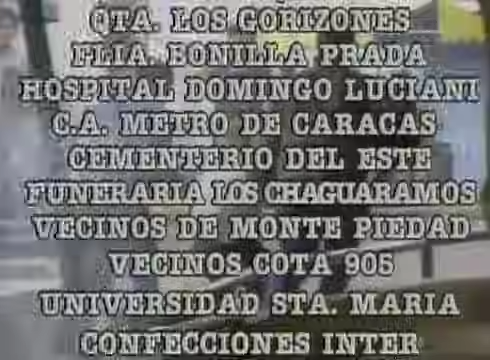 QTA. LOS GORIZONES
FLIA. BONILLA PRADA
HOSPITAL DOMINGO LUCIANI
C.A. METRO DE CARACAS
CEMENTERIO DEL ESTE
FUNERARIA LOS CHAGUARAMOS
VECINOS DE MONTE PIEDAD
VECINOS COTA 905
UNIVERSIDAD STA. MARIA
CONFECCIONES INTER